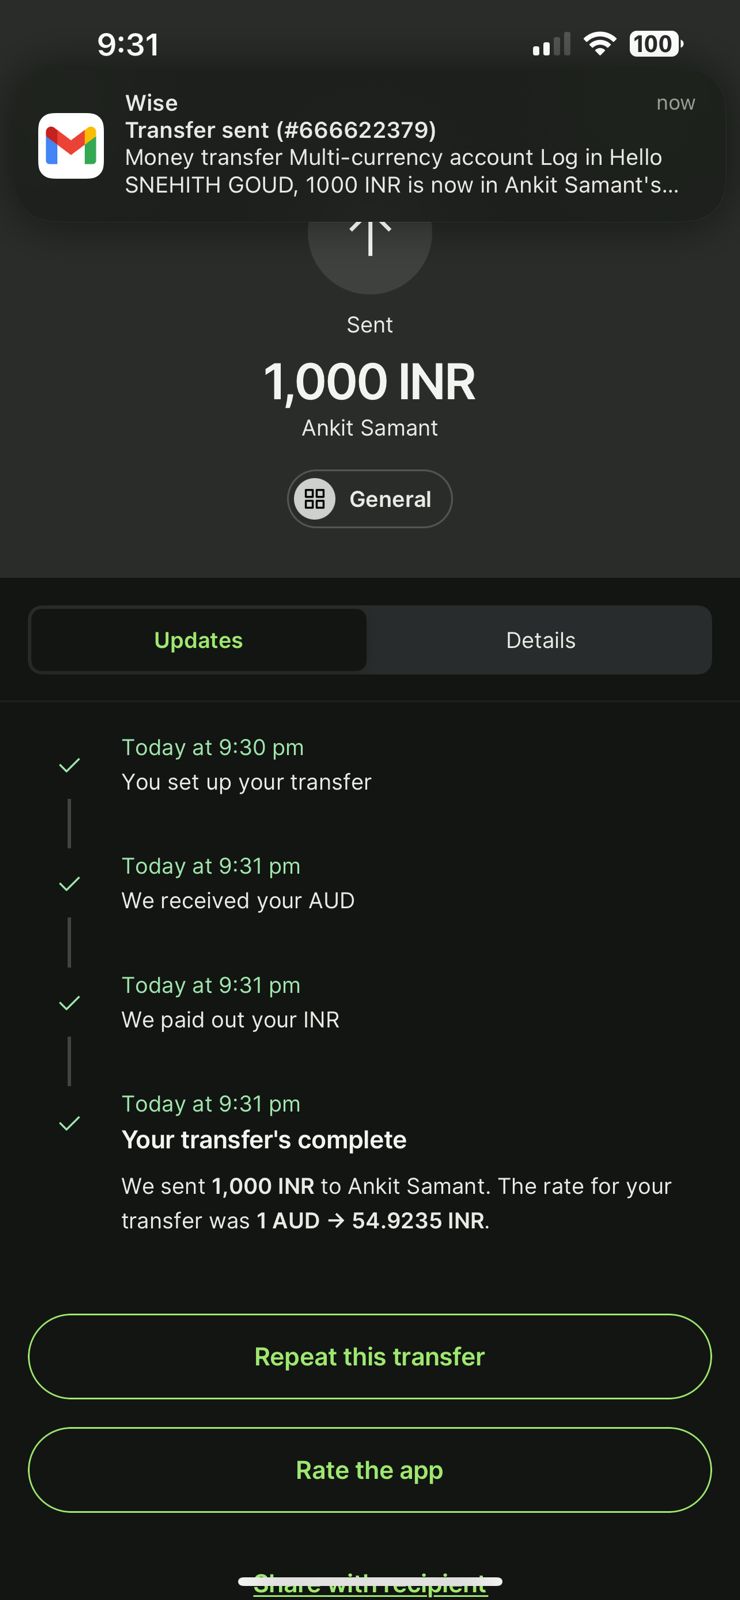 9:31
100
Wise
now
Transfer sent (#666622379)
Money transfer Multi-currency account Log in Hello
SNEHITH GOUD, 1000 INR is now in Ankit Samant's...
Sent
1,000 INR
Ankit Samant
General
Updates
Details
Today at 9:30 pm
You set up your transfer
Today at 9:31 pm
We received your AUD
Today at 9:31 pm
We paid out your INR
Today at 9:31 pm
Your transfer's complete
We sent 1,000 INR to Ankit Samant. The rate for your
transfer was 1 AUD → 54.9235 INR.
Repeat this transfer
Rate the app
Share with recipient